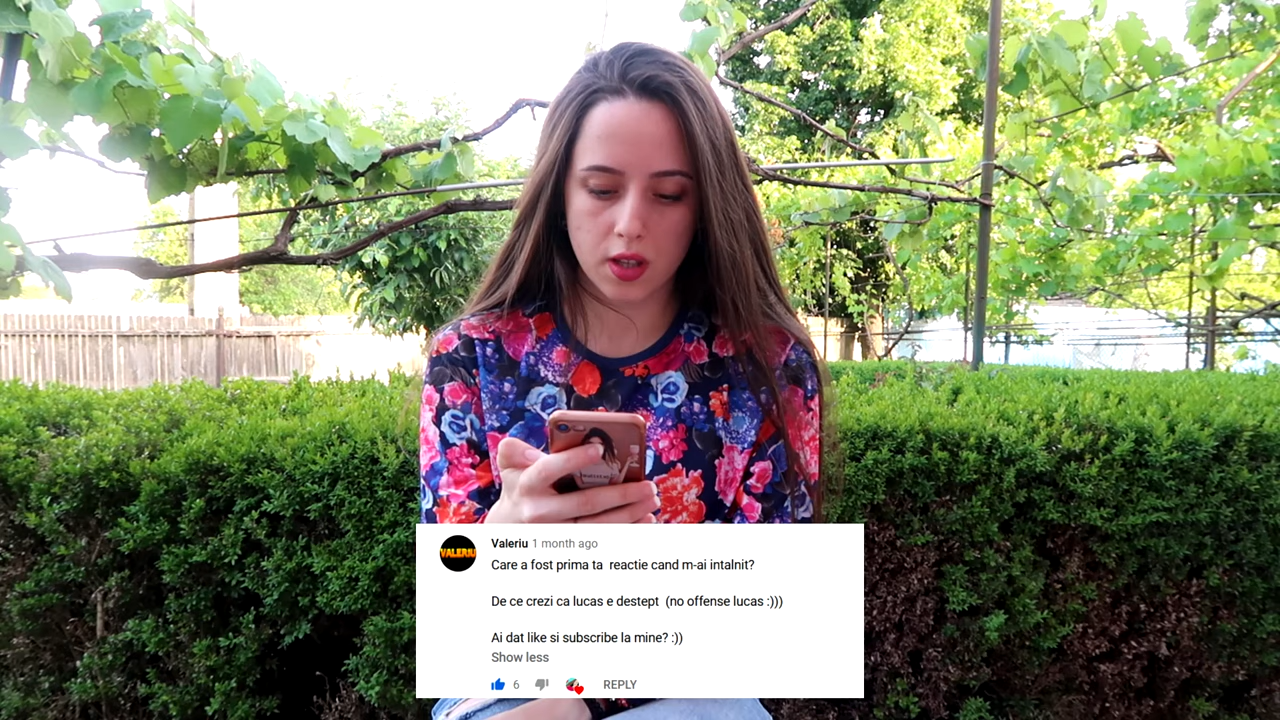 VALERIU
Valeriu 1 month ago
Care a fost prima ta reactie cand m-ai intalnit?
De ce crezi ca lucas e destept (no offense lucas :)))
Ai dat like si subscribe la mine? :))
Show less
6 REPLY